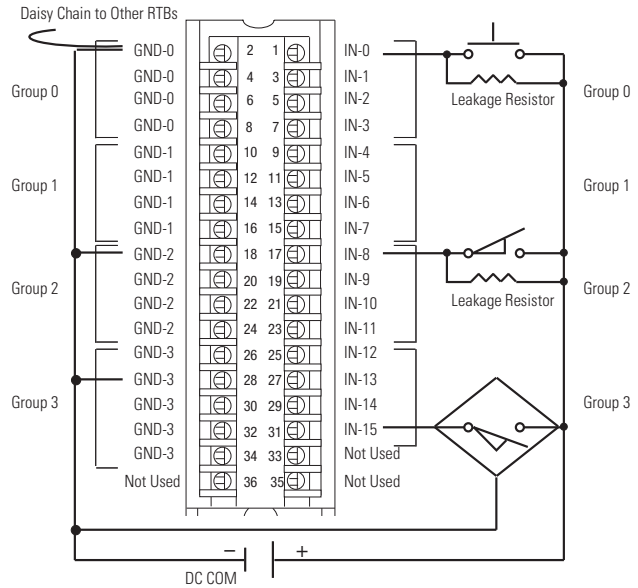 Daisy Chain to Other RTBs
GND-0 2 1 IN-0
GND-0 4 3 IN-1
Group 0 Leakage Resistor Group 0
GND-0 6 5 IN-2
GND-0 8 7 IN-3
GND-1 10 9 IN-4
GND-1 12 11 IN-5
Group 1 Group 1
GND-1 14 13 IN-6
GND-1 16 15 IN-7
GND-2 18 17 IN-8
GND-2 20 19 IN-9
Group 2 Group 2
GND-2 22 21 IN-10
Leakage Resistor
GND-2 24 23 IN-11
GND-3 26 25 IN-12
GND-3 28 27 IN-13
Group 3 Group 3
GND-3 30 29 IN-14
GND-3 32 31 IN-15
GND-3 34 33 Not Used
Not Used 36 35 Not Used
− +
DC COM